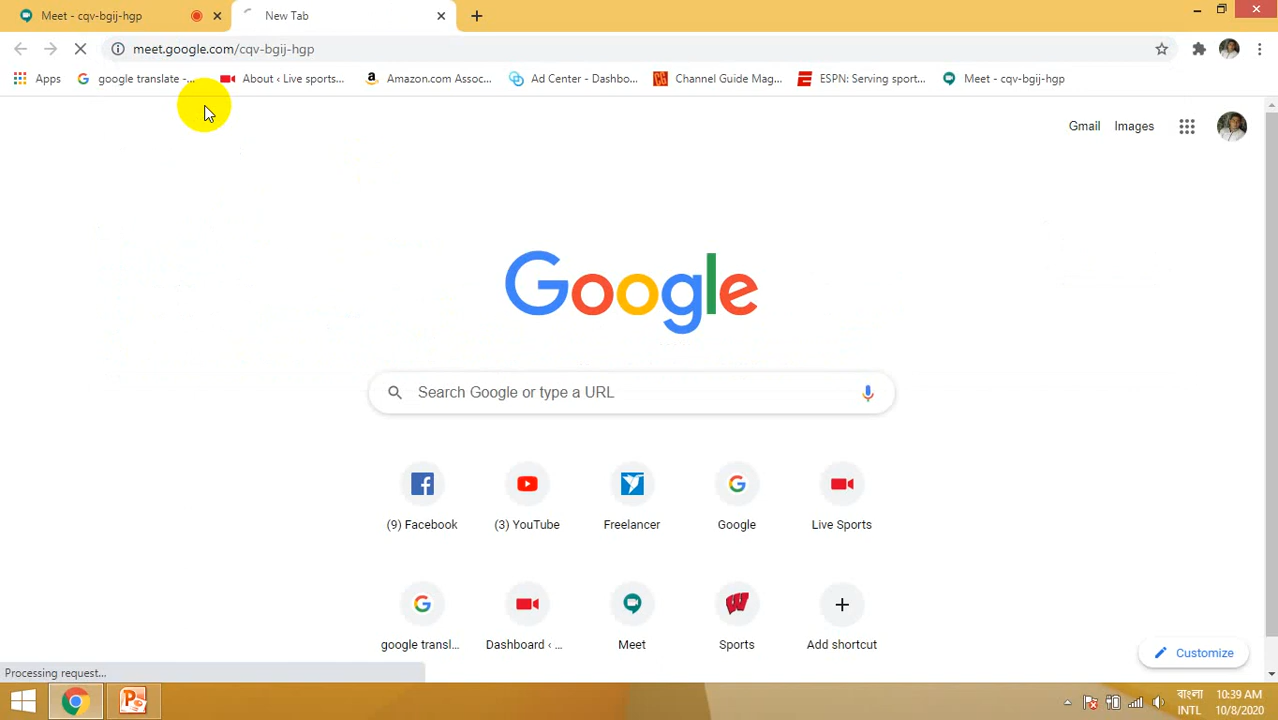 Meet - cqv-bgij-hgp
New Tab
meet.google.com/cqv-bgij-hgp
Apps
google translate -...
About ‹ Live sports...
Amazon.com Assoc...
Ad Center - Dashbo...
Channel Guide Mag...
ESPN: Serving sport...
Meet - cqv-bgij-hgp
Gmail
Images
Google
Search Google or type a URL
(9) Facebook
(3) YouTube
Freelancer
Google
Live Sports
google transl...
Dashboard ‹ ...
Meet
Sports
Add shortcut
Customize
Processing request...
বাংলা
INTL
10:39 AM
10/8/2020